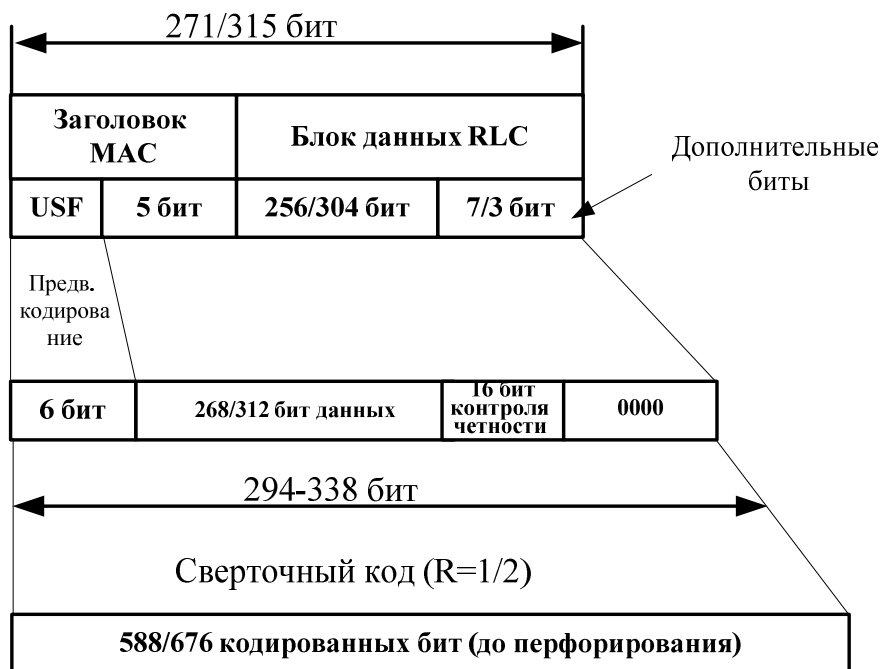 271/315 бит
Заголовок
MAC
Блок данных RLC
Дополнительные
биты
USF
5 бит
256/304 бит
7/3 бит
Предв.
кодирова
ние
6 бит
268/312 бит данных
16 бит
контроля
четности
0000
294-338 бит
Сверточный код (R=1/2)
588/676 кодированных бит (до перфорирования)